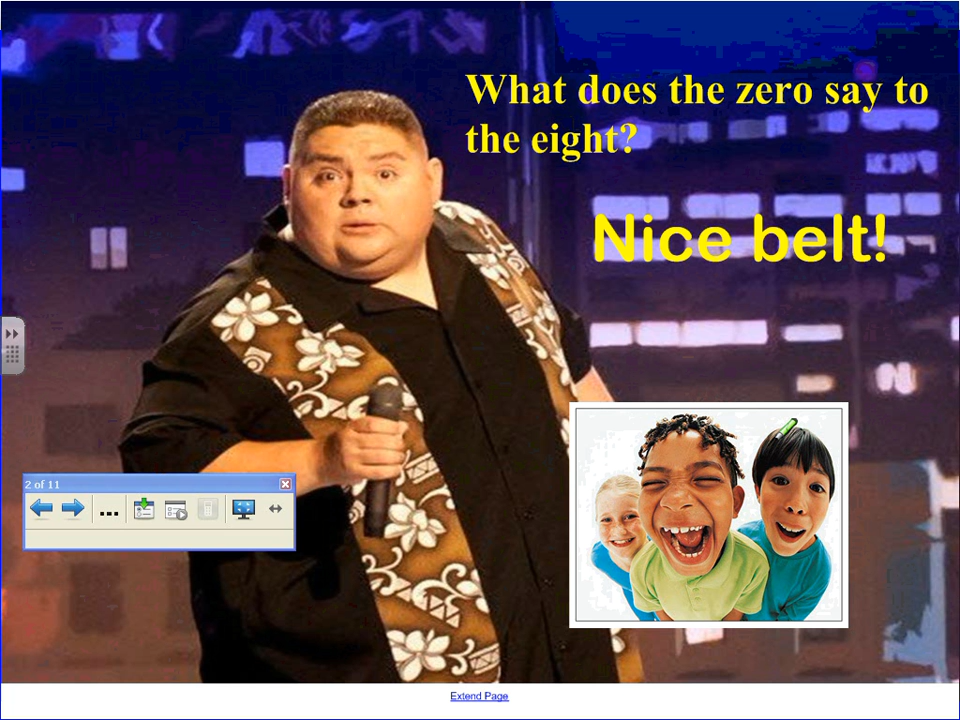 What does the zero say to
the eight?
Nice belt!
2 of 11
...
Extend Page